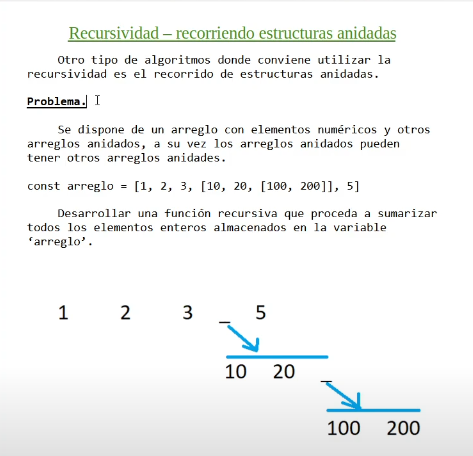 Recursividad – recorriendo estructuras anidadas
Otro tipo de algoritmos donde conviene utilizar la
recursividad es el recorrido de estructuras anidadas.
Problema.
Se dispone de un arreglo con elementos numéricos y otros
arreglos anidados, a su vez los arreglos anidados pueden
tener otros arreglos anidades.
const arreglo = [1, 2, 3, [10, 20, [100, 200]], 5]
Desarrollar una función recursiva que proceda a sumarizar
todos los elementos enteros almacenados en la variable
‘arreglo’.
1 2 3 _ 5
10 20 _
100 200